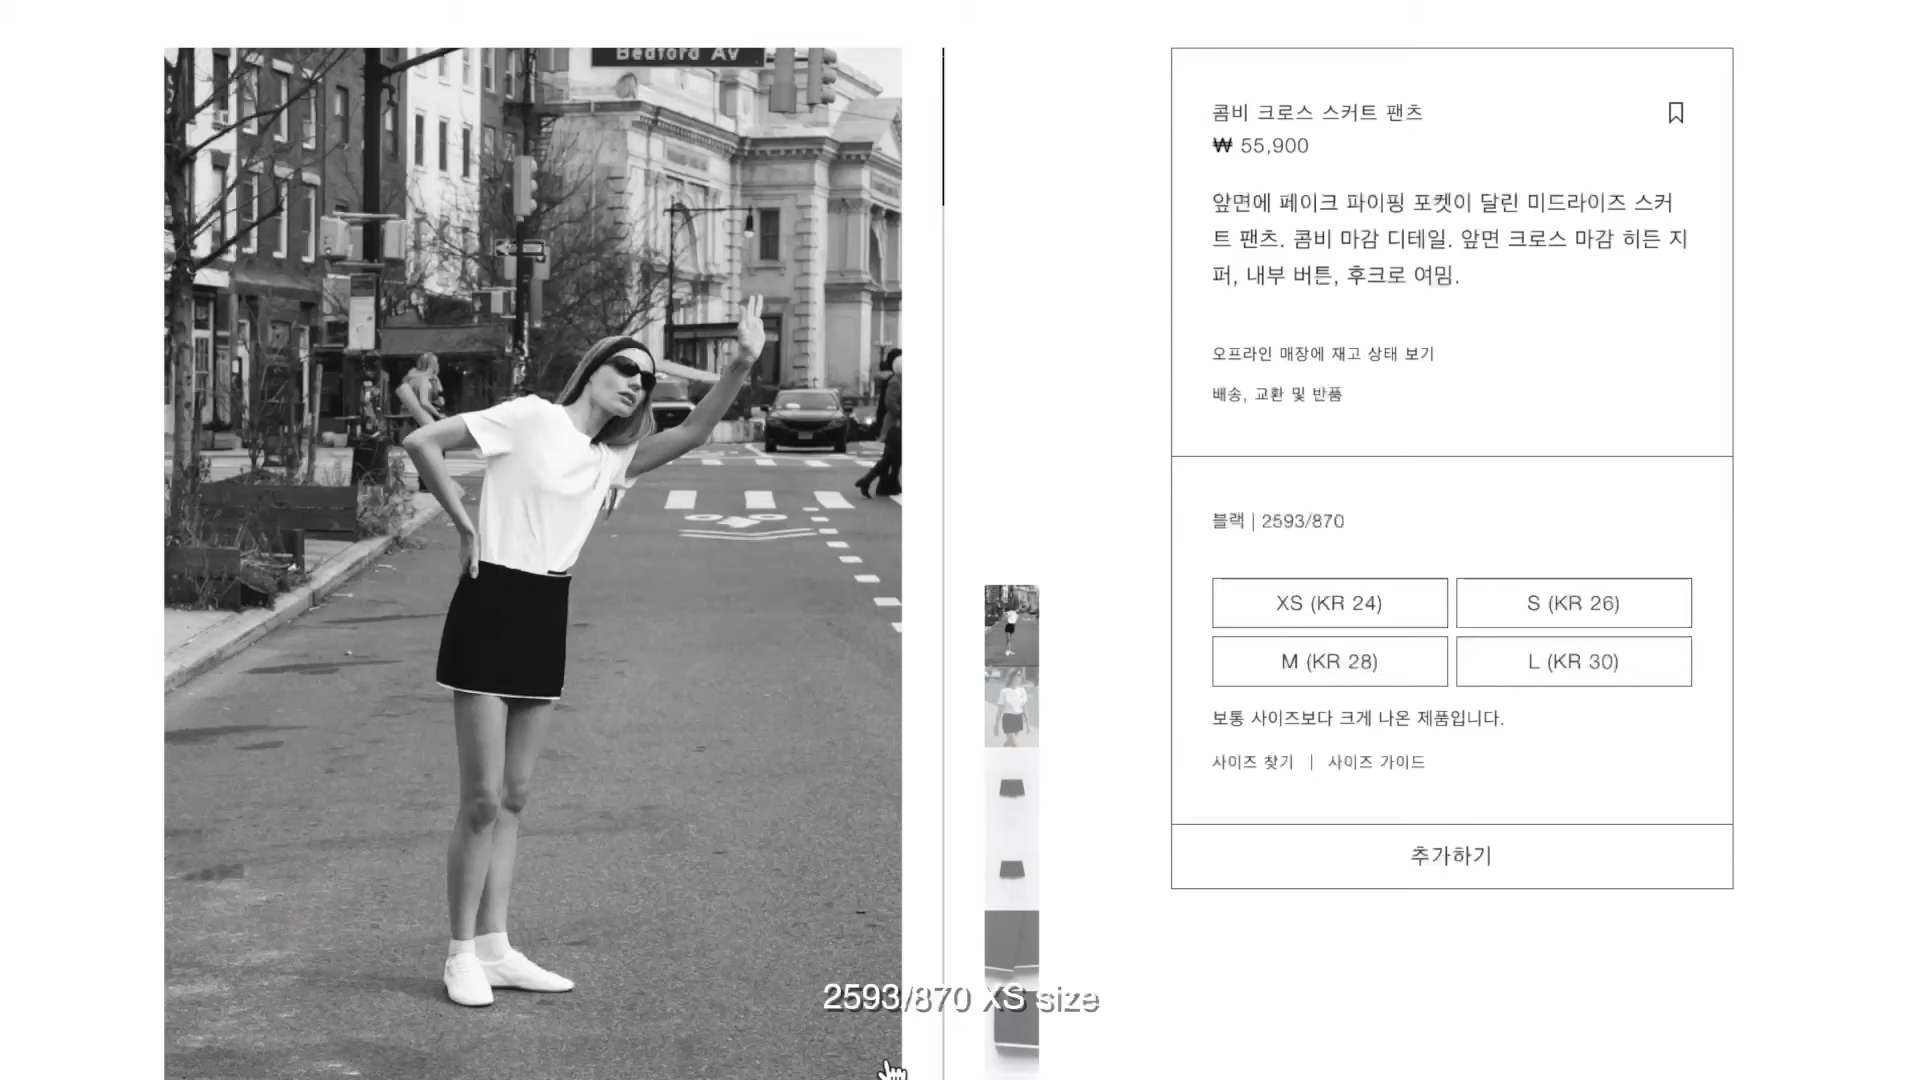 Bedford Av
콤비 크로스 스커트 팬츠
₩ 55,900
앞면에 페이크 파이핑 포켓이 달린 미드라이즈 스커
트 팬츠. 콤비 마감 디테일. 앞면 크로스 마감 히든 지
퍼, 내부 버튼, 후크로 여밈.
오프라인 매장에 재고 상태 보기
배송, 교환 및 반품
블랙 | 2593/870
XS (KR 24)
S (KR 26)
M (KR 28)
L (KR 30)
보통 사이즈보다 크게 나온 제품입니다.
사이즈 찾기 | 사이즈 가이드
추가하기
2593/870 XS size